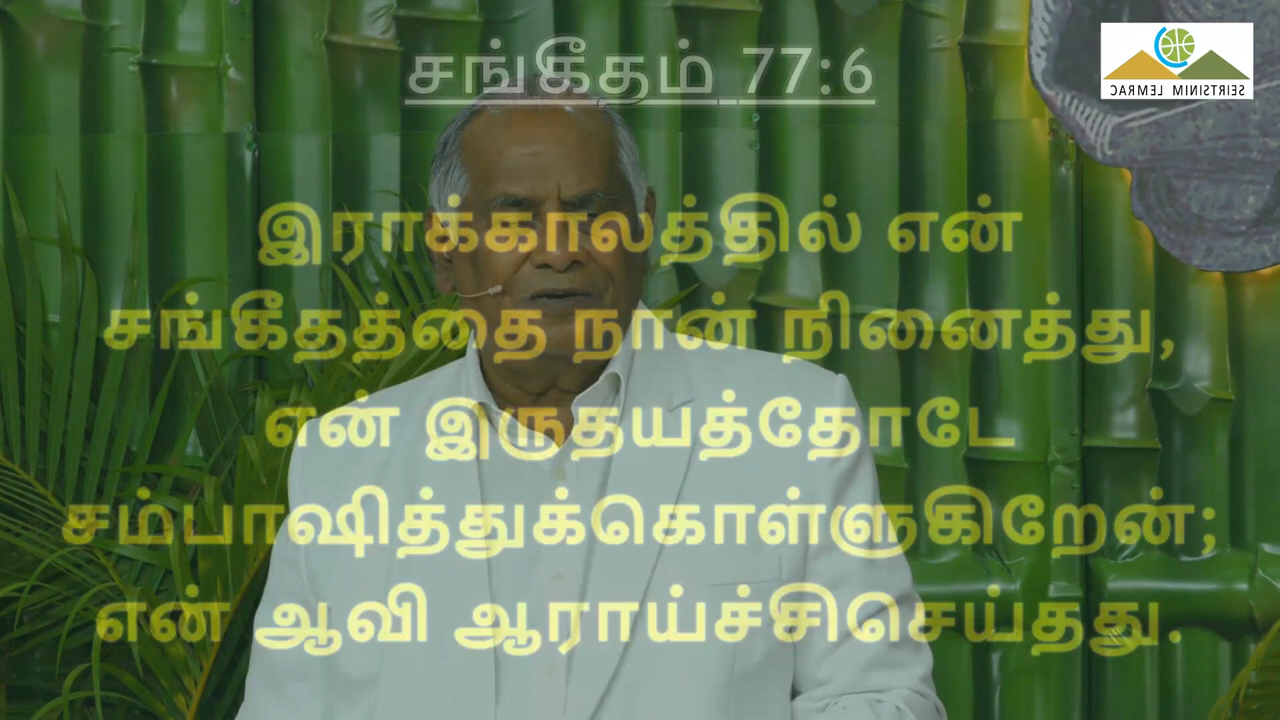 சங்கீதம் 77:6
CARMEL MINISTRIES
இராக்காலத்தில் என்
சங்கீதத்தை நான் நினைத்து,
என் இருதயத்தோடே
சம்பாஷித்துக்கொள்ளுகிறேன்;
என் ஆவி ஆராய்ச்சிசெய்தது.